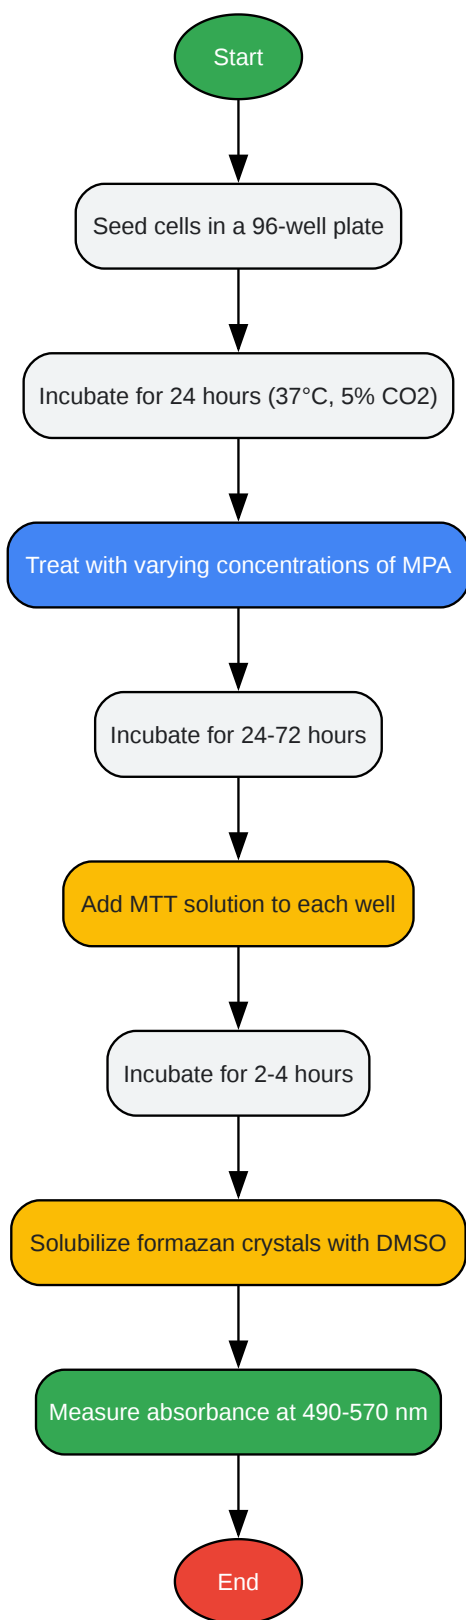 Start
Seed cells in a 96-well plate
Incubate for 24 hours (37°C, 5% CO2)
Treat with varying concentrations of MPA
Incubate for 24-72 hours
Add MTT solution to each well
Incubate for 2-4 hours
Solubilize formazan crystals with DMSO
Measure absorbance at 490-570 nm
End